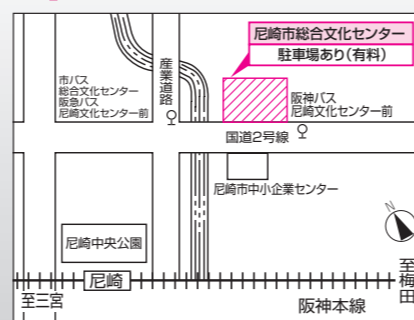 尼崎市総合文化センター
駐車場あり(有料)
市バス
総合文化センター
阪急バス
尼崎文化センター前
産業道路
阪神バス
尼崎文化センター前
国道2号線
尼崎市中小企業センター
尼崎中央公園
N
尼崎
至三宮
至梅田
阪神本線